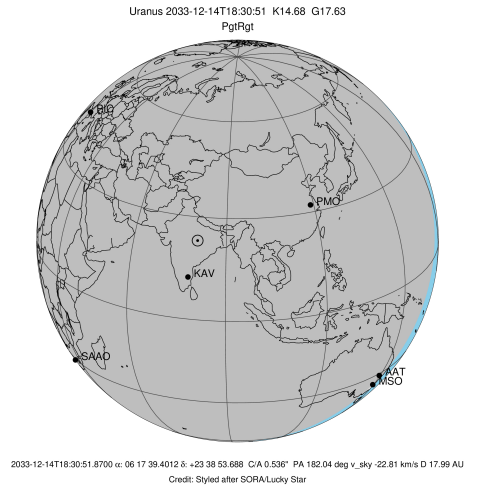 Uranus 2033-12-14T18:30:51 K14.68 G17.63
PgtRgt
PIC
PMO
KAV
SAAO
AAT
MSO
2033-12-14T18:30:51.8700 α: 06 17 39.4012 δ: +23 38 53.688 C/A 0.536" PA 182.04 deg v_sky -22.81 km/s D 17.99 AU
Credit: Styled after SORA/Lucky Star